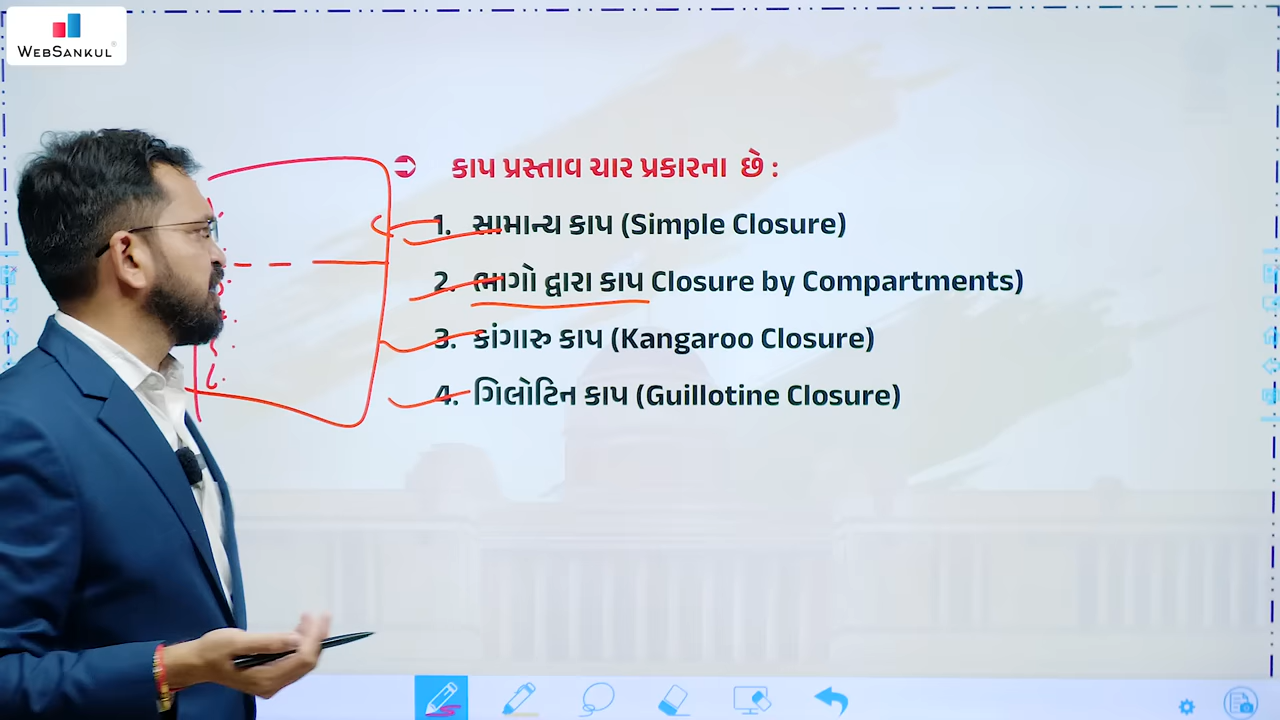 WEBSANKUL
➲ કાપ પ્રસ્તાવ ચાર પ્રકારના છે :
1. સામાન્ય કાપ (Simple Closure)
2. ભાગો દ્વારા કાપ Closure by Compartments)
3. કાંગારુ કાપ (Kangaroo Closure)
4. ગિલોટિન કાપ (Guillotine Closure)